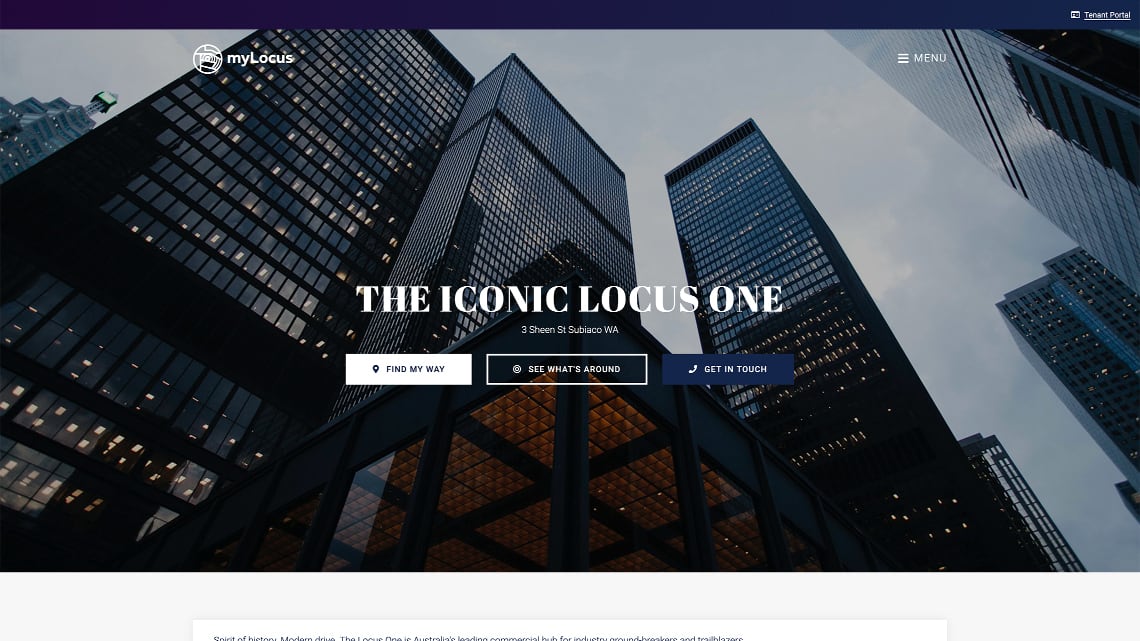 Tenant Portal
myLocus
MENU
THE ICONIC LOCUS ONE
3 Sheen St Subiaco WA
FIND MY WAY
SEE WHAT'S AROUND
GET IN TOUCH
Spirit of history. Modern drive. The Locus One is Australia's leading commercial hub for industry ground-breakers and trailblazers.